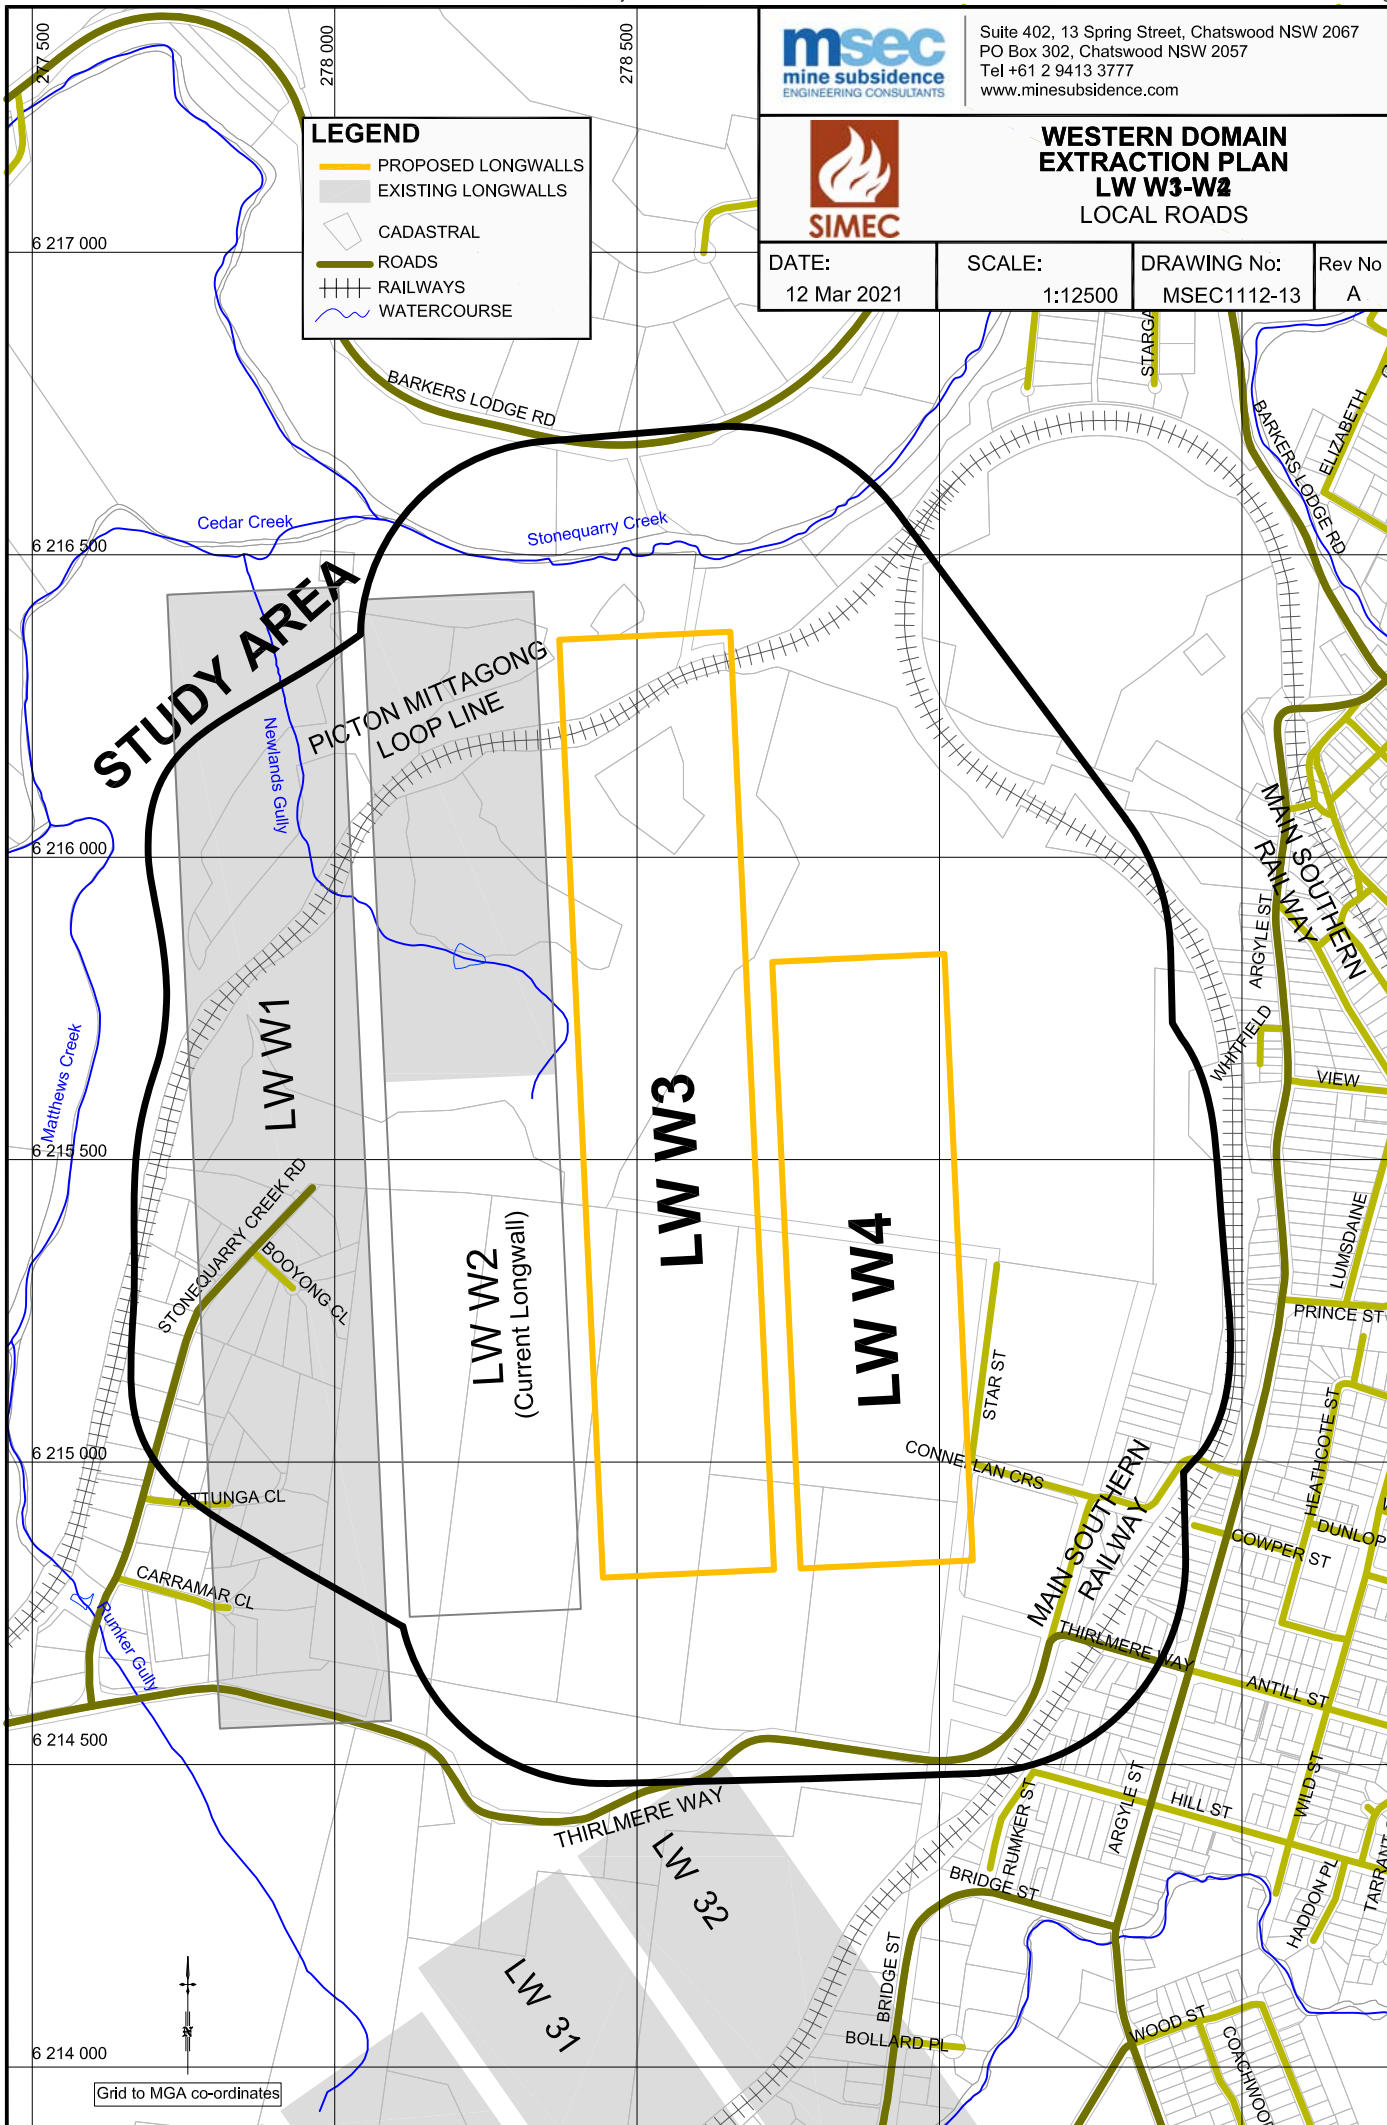 277 500
278 000
278 500
msec
mine subsidence
ENGINEERING CONSULTANTS
Suite 402, 13 Spring Street, Chatswood NSW 2067
PO Box 302, Chatswood NSW 2057
Tel +61 2 9413 3777
www.minesubsidence.com
SIMEC
WESTERN DOMAIN
EXTRACTION PLAN
LW W3-W4
LOCAL ROADS
DATE:
12 Mar 2021
SCALE:
1:12500
DRAWING No:
MSEC1112-13
Rev No
A
LEGEND
PROPOSED LONGWALLS
EXISTING LONGWALLS
CADASTRAL
ROADS
RAILWAYS
WATERCOURSE
6 217 000
BARKERS LODGE RD
STARGA
ELIZABETH
BARKERS LODGE RD
Cedar Creek
Stonequarry Creek
6 216 500
STUDY AREA
PICTON MITTAGONG
LOOP LINE
Newlands Gully
MAIN SOUTHERN
RAILWAY
6 216 000
ARGYLE ST
LW W1
Matthews Creek
WHITFIELD
VIEW
LW W3
6 215 500
STONEQUARRY CREEK RD
BOOYONG CL
LW W2
(Current Longwall)
LW W4
LUMSDAINE
PRINCE ST
STAR ST
HEATHCOTE ST
6 215 000
CONNELLAN CRS
ATTUNGA CL
MAIN SOUTHERN
RAILWAY
COWPER ST
DUNLOP
CARRAMAR CL
Rumker Gully
THIRLMERE WAY
ANTILL ST
6 214 500
THIRLMERE WAY
RUMKER ST
ARGYLE ST
HILL ST
WILD ST
LW 32
BRIDGE ST
HADDON PL
TARRANT
LW 31
BRIDGE ST
BOLLARD PL
WOOD ST
COACHWOOD
6 214 000
N
Grid to MGA co-ordinates